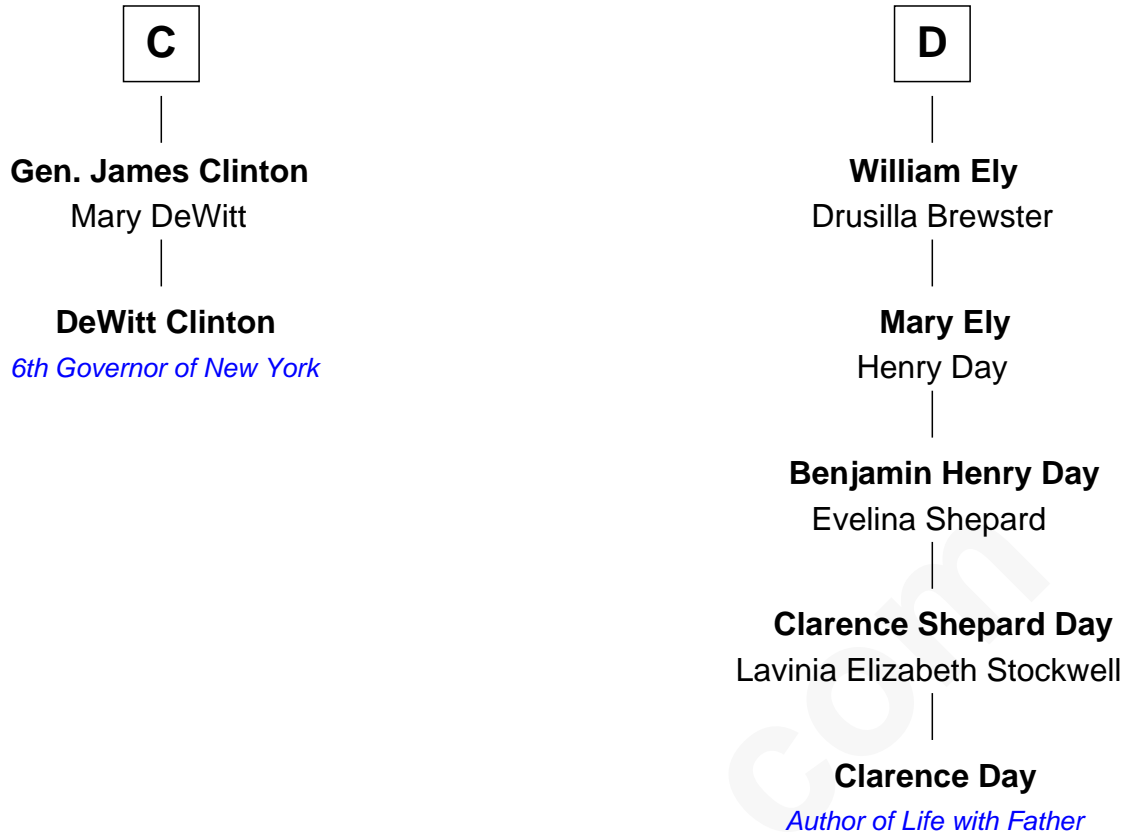 C
Gen. James Clinton
Mary DeWitt
DeWitt Clinton
6th Governor of New York
D
William Ely
Drusilla Brewster
Mary Ely
Henry Day
Benjamin Henry Day
Evelina Shepard
Clarence Shepard Day
Lavinia Elizabeth Stockwell
Clarence Day
Author of Life with Father
com